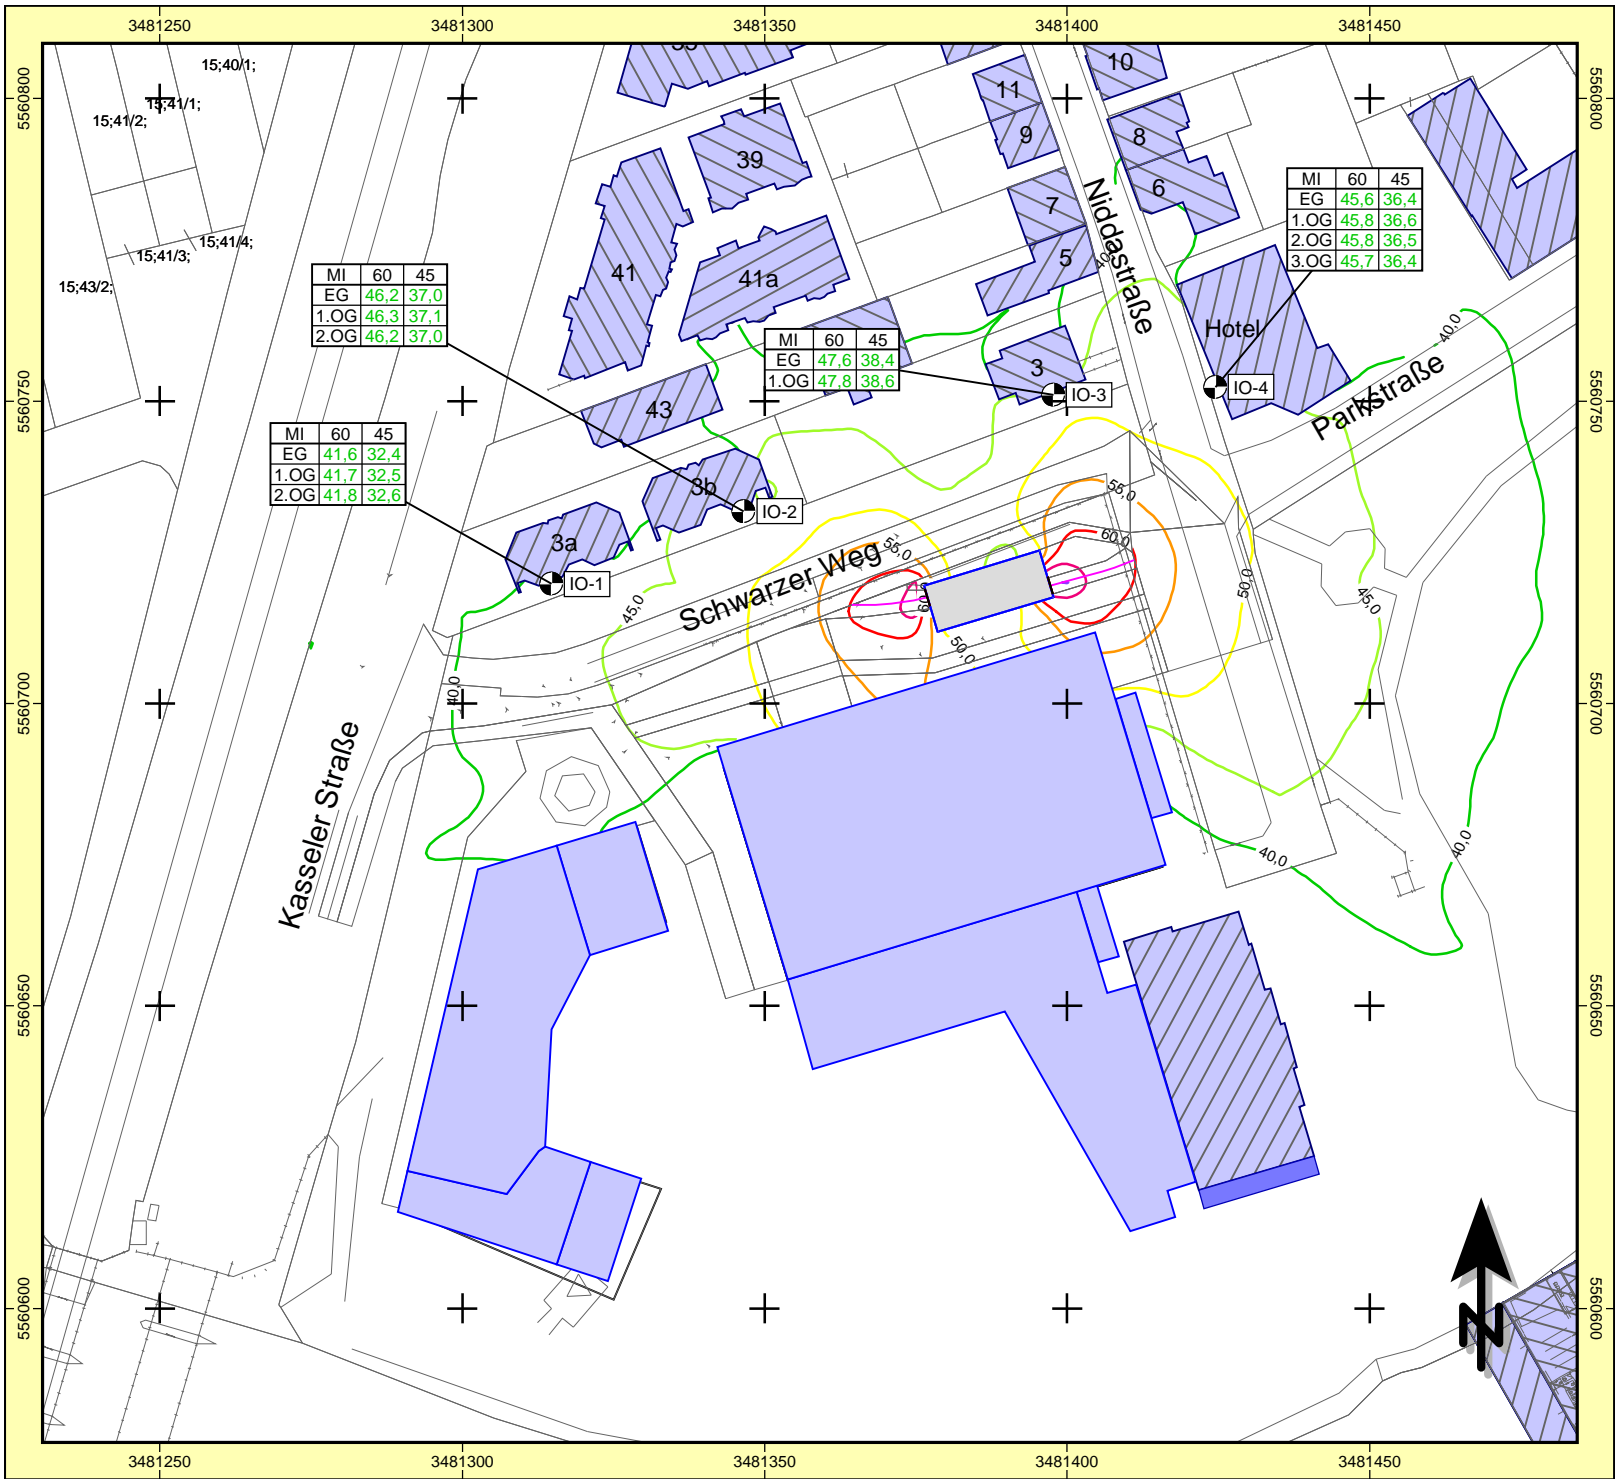 3481250 3481300 3481350 3481400 3481450
5560800 5560800
15;40/1;
15;41/1;
15;41/2;
15;41/3;
15;41/4;
15;43/2;
39
41
41a
43
11
9
7
5
3
10
8
6
Niddastraße
Hotel
MI 60 45
EG 45,6 36,4
1.OG 45,8 36,6
2.OG 45,8 36,5
3.OG 45,7 36,4
MI 60 45
EG 46,2 37,0
1.OG 46,3 37,1
2.OG 46,2 37,0
MI 60 45
EG 47,6 38,4
1.OG 47,8 38,6
IO-3
IO-4
40,0
Parkstraße
5560750 5560750
MI 60 45
EG 41,6 32,4
1.OG 41,7 32,5
2.OG 41,8 32,6
3b
IO-2
3a
IO-1
55,0
55,0
60,0
50,0
45,0
45,0
50,0
Schwarzer Weg
40,0
5560700 5560700
Kasseler Straße
40,0
40,0
5560650 5560650
5560600 5560600
N
3481250 3481300 3481350 3481400 3481450